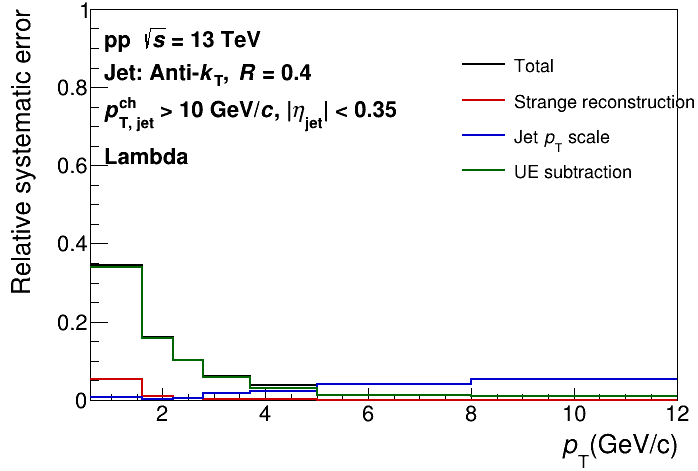 Relative systematic error
1
0.8
0.6
0.4
0.2
0
pp √s = 13 TeV
Jet: Anti-kT, R = 0.4
p ch T, jet > 10 GeV/c, |ηjet| < 0.35
Lambda
Total
Strange reconstruction
Jet pT scale
UE subtraction
2 4 6 8 10 12
pT(GeV/c)